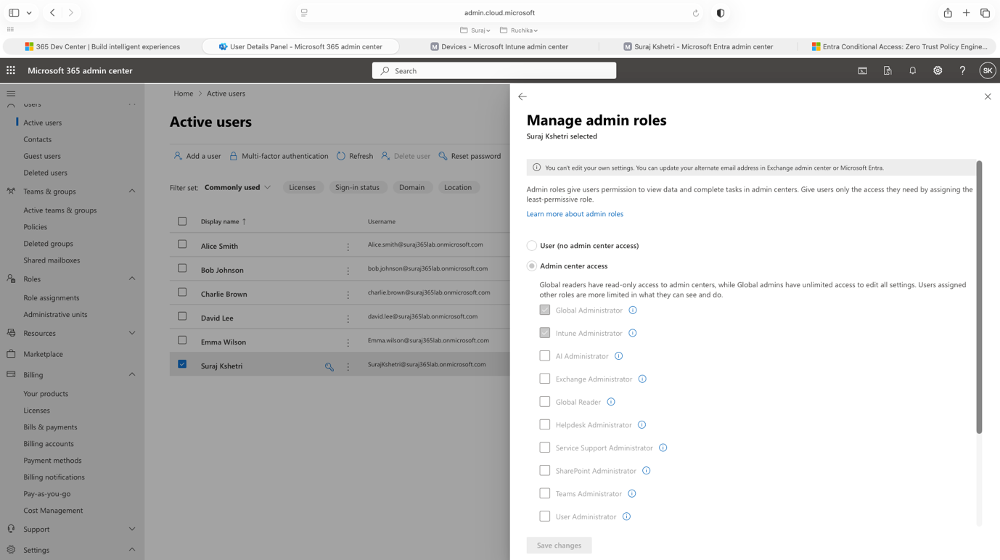 admin.cloud.microsoft
Suraj
Ruchika
365 Dev Center | Build intelligent experiences
User Details Panel - Microsoft 365 admin center
Devices - Microsoft Intune admin center
Suraj Kshetri - Microsoft Entra admin center
Entra Conditional Access: Zero Trust Policy Engine...
Microsoft 365 admin center
Search
SK
Users
Active users
Contacts
Guest users
Deleted users
Teams & groups
Active teams & groups
Policies
Deleted groups
Shared mailboxes
Roles
Role assignments
Administrative units
Resources
Marketplace
Billing
Your products
Licenses
Bills & payments
Billing accounts
Payment methods
Billing notifications
Pay-as-you-go
Cost Management
Support
Settings
Home > Active users
Active users
Add a user
Multi-factor authentication
Refresh
Delete user
Reset password
Filter set: Commonly used
Licenses
Sign-in status
Domain
Location
Display name ↑ Username
Alice Smith Alice.smith@suraj365lab.onmicrosoft.com
Bob Johnson bob.johnson@suraj365lab.onmicrosoft.com
Charlie Brown charlie.brown@suraj365lab.onmicrosoft.com
David Lee david.lee@suraj365lab.onmicrosoft.com
Emma Wilson Emma.wilson@suraj365lab.onmicrosoft.com
Suraj Kshetri SurajKshetri@suraj365lab.onmicrosoft.com
Manage admin roles
Suraj Kshetri selected
You can't edit your own settings. You can update your alternate email address in Exchange admin center or Microsoft Entra.
Admin roles give users permission to view data and complete tasks in admin centers. Give users only the access they need by assigning the
least-permissive role.
Learn more about admin roles
User (no admin center access)
Admin center access
Global readers have read-only access to admin centers, while Global admins have unlimited access to edit all settings. Users assigned
other roles are more limited in what they can see and do.
Global Administrator
Intune Administrator
AI Administrator
Exchange Administrator
Global Reader
Helpdesk Administrator
Service Support Administrator
SharePoint Administrator
Teams Administrator
User Administrator
Save changes